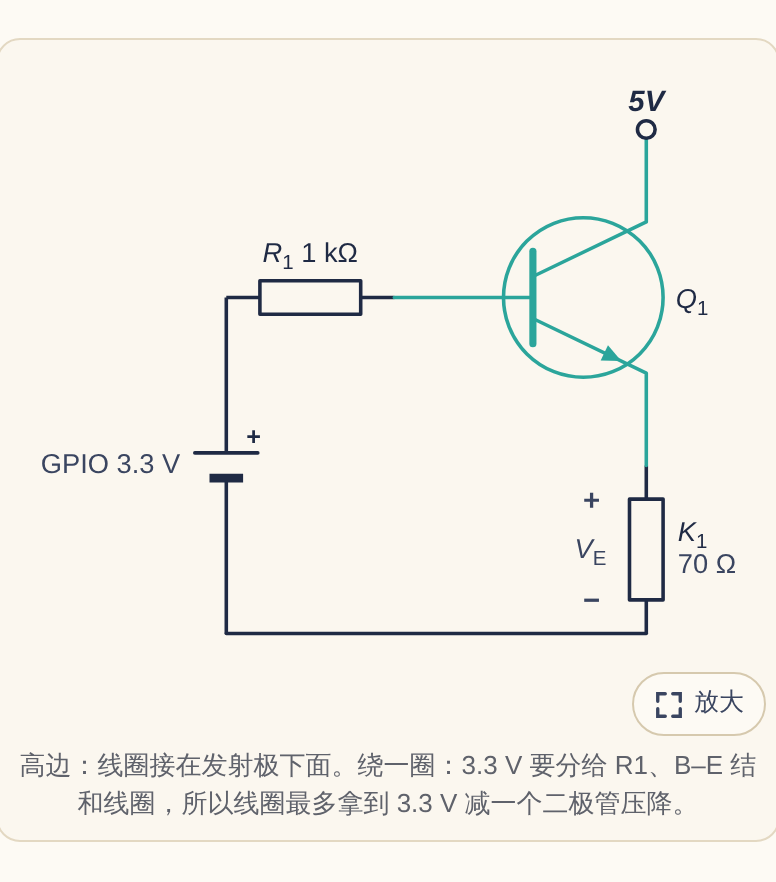 5V
R1 1 kΩ
Q1
+
GPIO 3.3 V
+
VE
K1
70 Ω
−
放大
高边：线圈接在发射极下面。绕一圈：3.3 V 要分给 R1、B–E 结
和线圈，所以线圈最多拿到 3.3 V 减一个二极管压降。